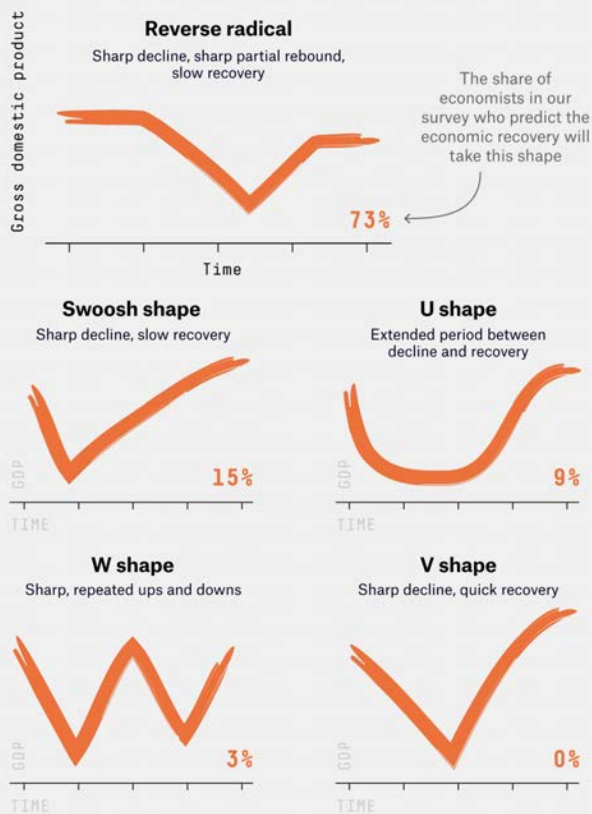 Gross domestic product
Reverse radical
Sharp decline, sharp partial rebound,
slow recovery
The share of
economists in our
survey who predict the
economic recovery will
take this shape
73%
Time
Swoosh shape
Sharp decline, slow recovery
GDP
15%
TIME
U shape
Extended period between
decline and recovery
GDP
9%
TIME
W shape
Sharp, repeated ups and downs
GDP
3%
TIME
V shape
Sharp decline, quick recovery
GDP
0%
TIME